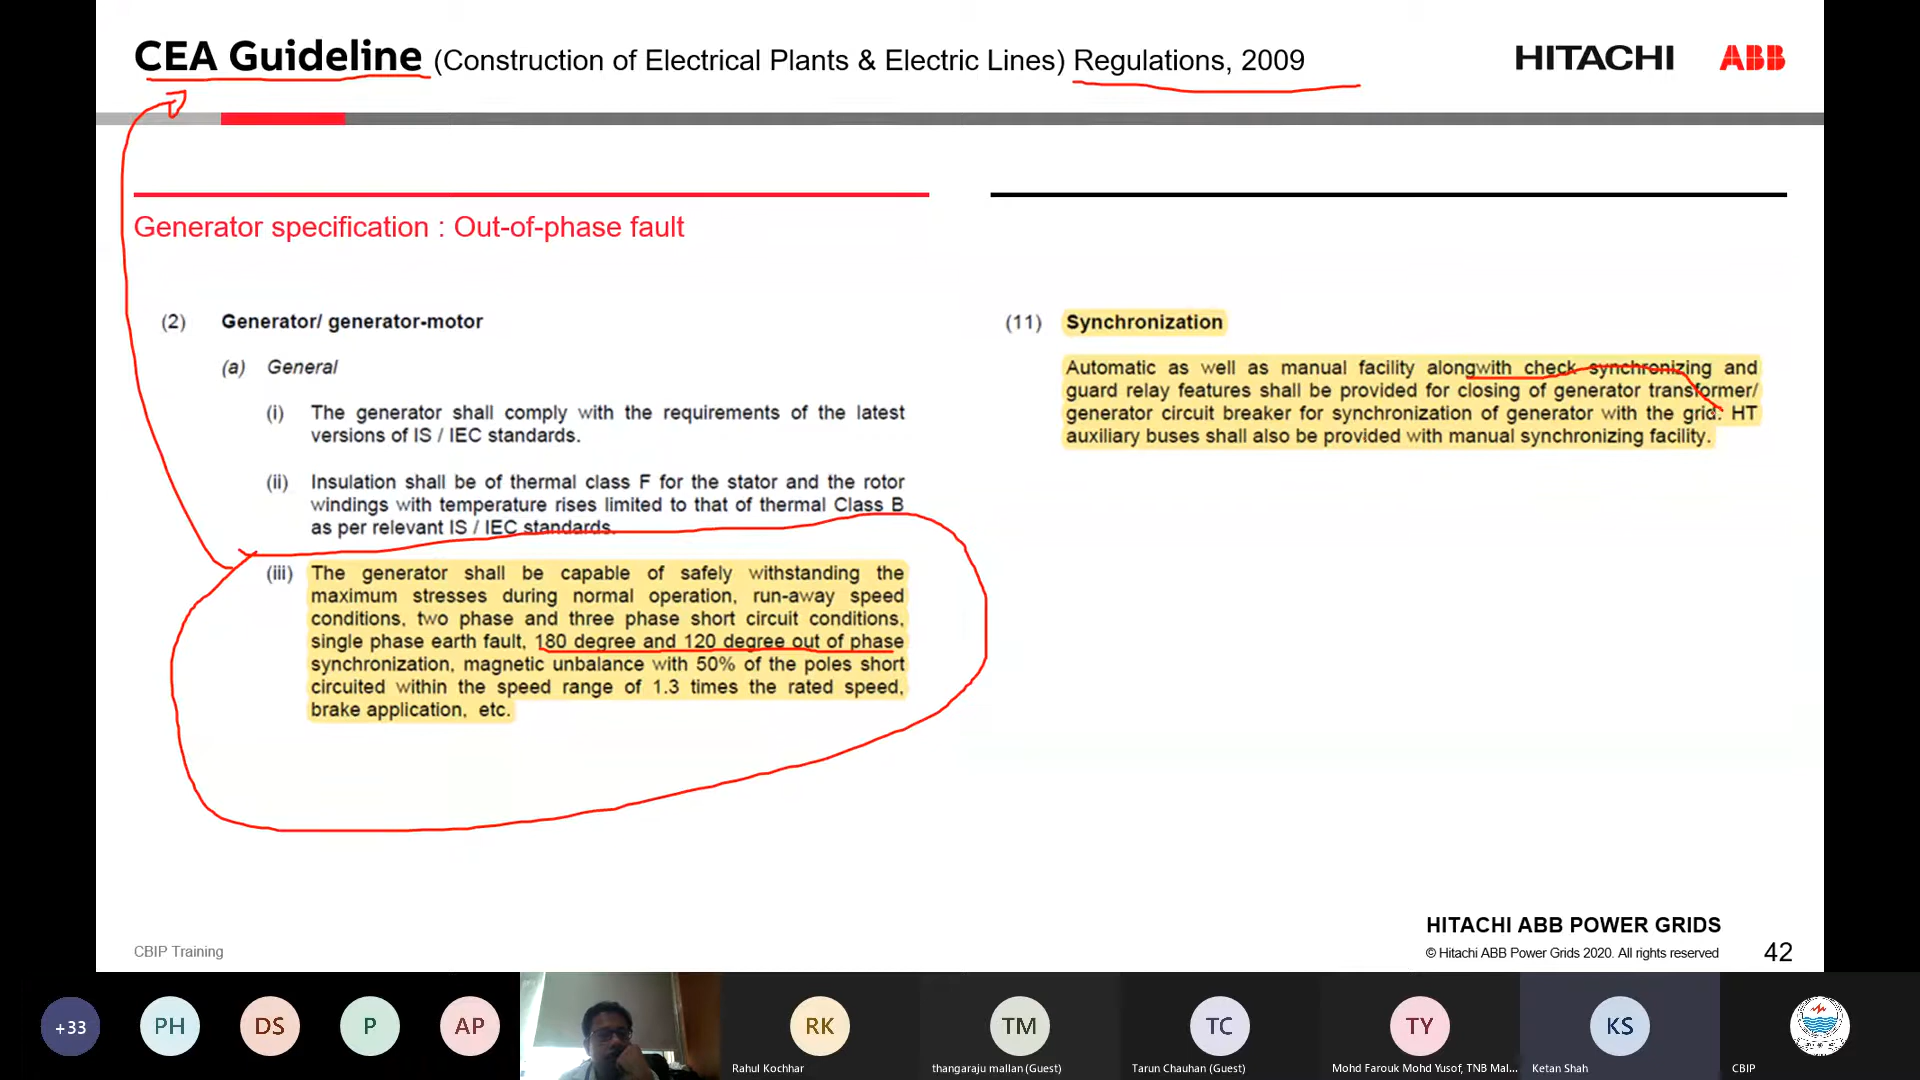 CEA Guideline (Construction of Electrical Plants & Electric Lines) Regulations, 2009
HITACHI ABB
Generator specification : Out-of-phase fault
(2) Generator/ generator-motor
(a) General
(i) The generator shall comply with the requirements of the latest
versions of IS / IEC standards.
(ii) Insulation shall be of thermal class F for the stator and the rotor
windings with temperature rises limited to that of thermal Class B
as per relevant IS / IEC standards.
(iii) The generator shall be capable of safely withstanding the
maximum stresses during normal operation, run-away speed
conditions, two phase and three phase short circuit conditions,
single phase earth fault, 180 degree and 120 degree out of phase
synchronization, magnetic unbalance with 50% of the poles short
circuited within the speed range of 1.3 times the rated speed,
brake application, etc.
(11) Synchronization
Automatic as well as manual facility alongwith check synchronizing and
guard relay features shall be provided for closing of generator transformer/
generator circuit breaker for synchronization of generator with the grid. HT
auxiliary buses shall also be provided with manual synchronizing facility.
HITACHI ABB POWER GRIDS
CBIP Training
© Hitachi ABB Power Grids 2020. All rights reserved 42
+33
PH
DS
P
AP
RK
TM
TC
TY
KS
Rahul Kochhar
thangaraju mallan (Guest)
Tarun Chauhan (Guest)
Mohd Farouk Mohd Yusof, TNB Mal...
Ketan Shah
CBIP